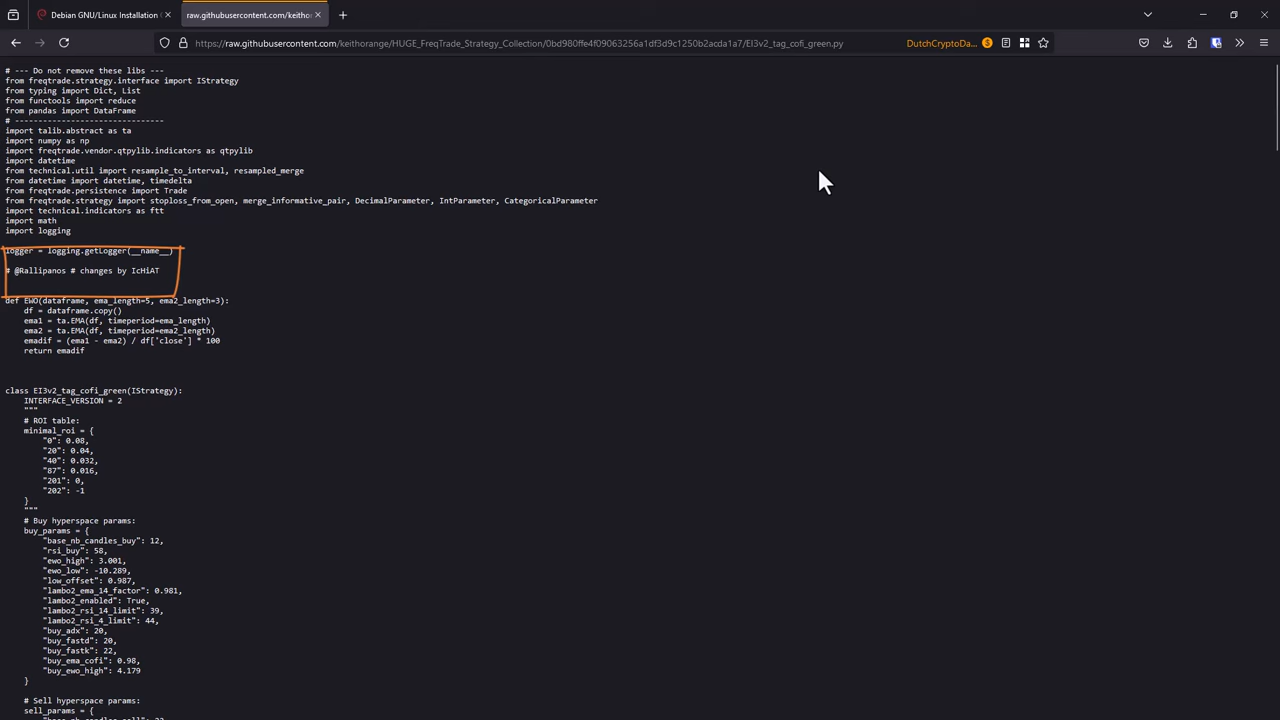 Debian GNU/Linux Installation
raw.githubusercontent.com/keithor
https://raw.githubusercontent.com/keithorange/HUGE_FreqTrade_Strategy_Collection/0bd980ffe4f09063256a1df3d9c1250b2acda1a7/EI3v2_tag_cofi_green.py
DutchCryptoDa...
# --- Do not remove these libs ---
from freqtrade.strategy.interface import IStrategy
from typing import Dict, List
from functools import reduce
from pandas import DataFrame
# --------------------------------
import talib.abstract as ta
import numpy as np
import freqtrade.vendor.qtpylib.indicators as qtpylib
import datetime
from technical.util import resample_to_interval, resampled_merge
from datetime import datetime, timedelta
from freqtrade.persistence import Trade
from freqtrade.strategy import stoploss_from_open, merge_informative_pair, DecimalParameter, IntParameter, CategoricalParameter
import technical.indicators as ftt
import math
import logging
logger = logging.getLogger(__name__)
# @Rallipanos # changes by IcHiAT
def EWO(dataframe, ema_length=5, ema2_length=3):
    df = dataframe.copy()
    ema1 = ta.EMA(df, timeperiod=ema_length)
    ema2 = ta.EMA(df, timeperiod=ema2_length)
    emadif = (ema1 - ema2) / df['close'] * 100
    return emadif
class EI3v2_tag_cofi_green(IStrategy):
    INTERFACE_VERSION = 2
    """
    # ROI table:
    minimal_roi = {
        "0": 0.08,
        "20": 0.04,
        "40": 0.032,
        "87": 0.016,
        "201": 0,
        "202": -1
    }
    """
    # Buy hyperspace params:
    buy_params = {
        "base_nb_candles_buy": 12,
        "rsi_buy": 58,
        "ewo_high": 3.001,
        "ewo_low": -10.289,
        "low_offset": 0.987,
        "lambo2_ema_14_factor": 0.981,
        "lambo2_enabled": True,
        "lambo2_rsi_14_limit": 39,
        "lambo2_rsi_4_limit": 44,
        "buy_adx": 20,
        "buy_fastd": 20,
        "buy_fastk": 22,
        "buy_ema_cofi": 0.98,
        "buy_ewo_high": 4.179
    }
    # Sell hyperspace params:
    sell_params = {